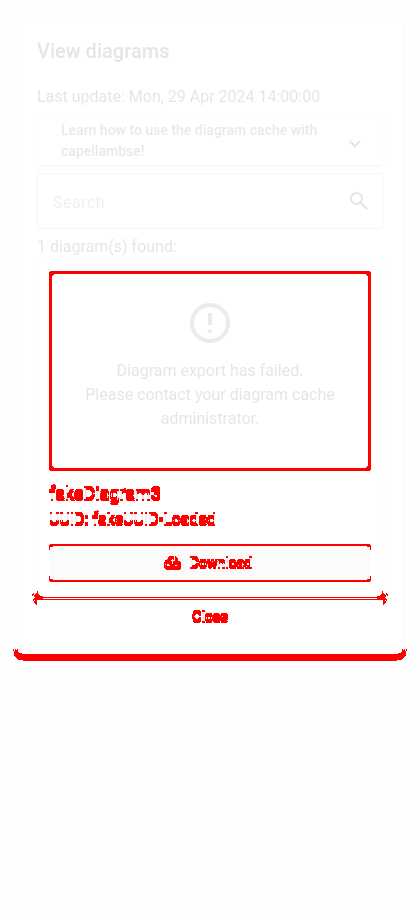 View diagrams
Last update: Mon, 29 Apr 2024 14:00:00
Learn how to use the diagram cache with
capellambse!
Search
1 diagram(s) found:
Diagram export has failed.
Please contact your diagram cache
administrator.
fakeDiagram3
UUID: fakeUUID-Loaded
Download
Close